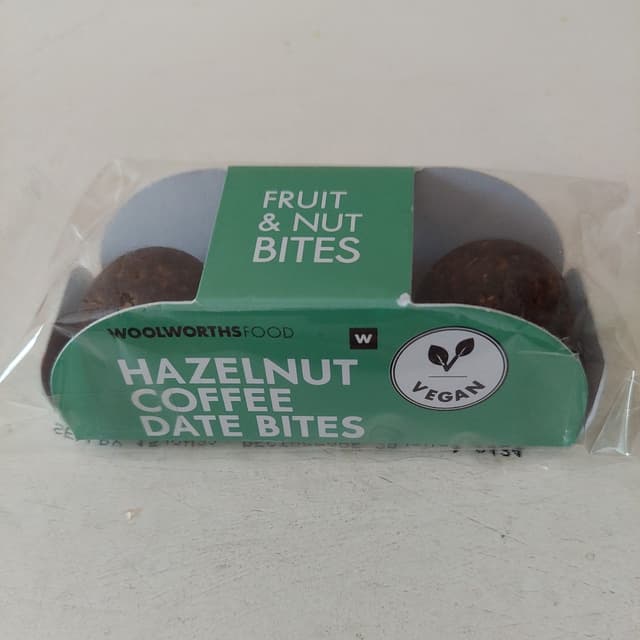 FRUIT
& NUT
BITES
WOOLWORTHSFOOD
W
HAZELNUT
COFFEE
DATE BITES
VEGAN